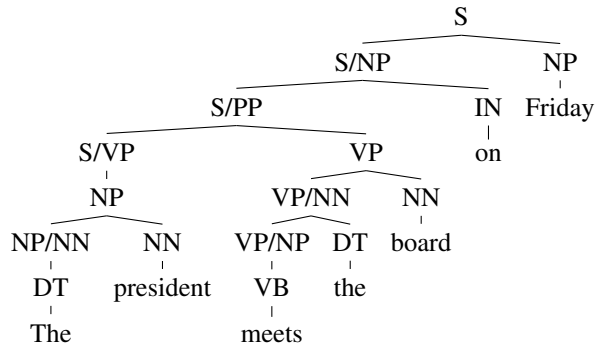 S
S/NP NP
S/PP IN Friday
S/VP VP on
NP VP/NN NN
NP/NN NN VP/NP DT board
DT president VB the
The meets